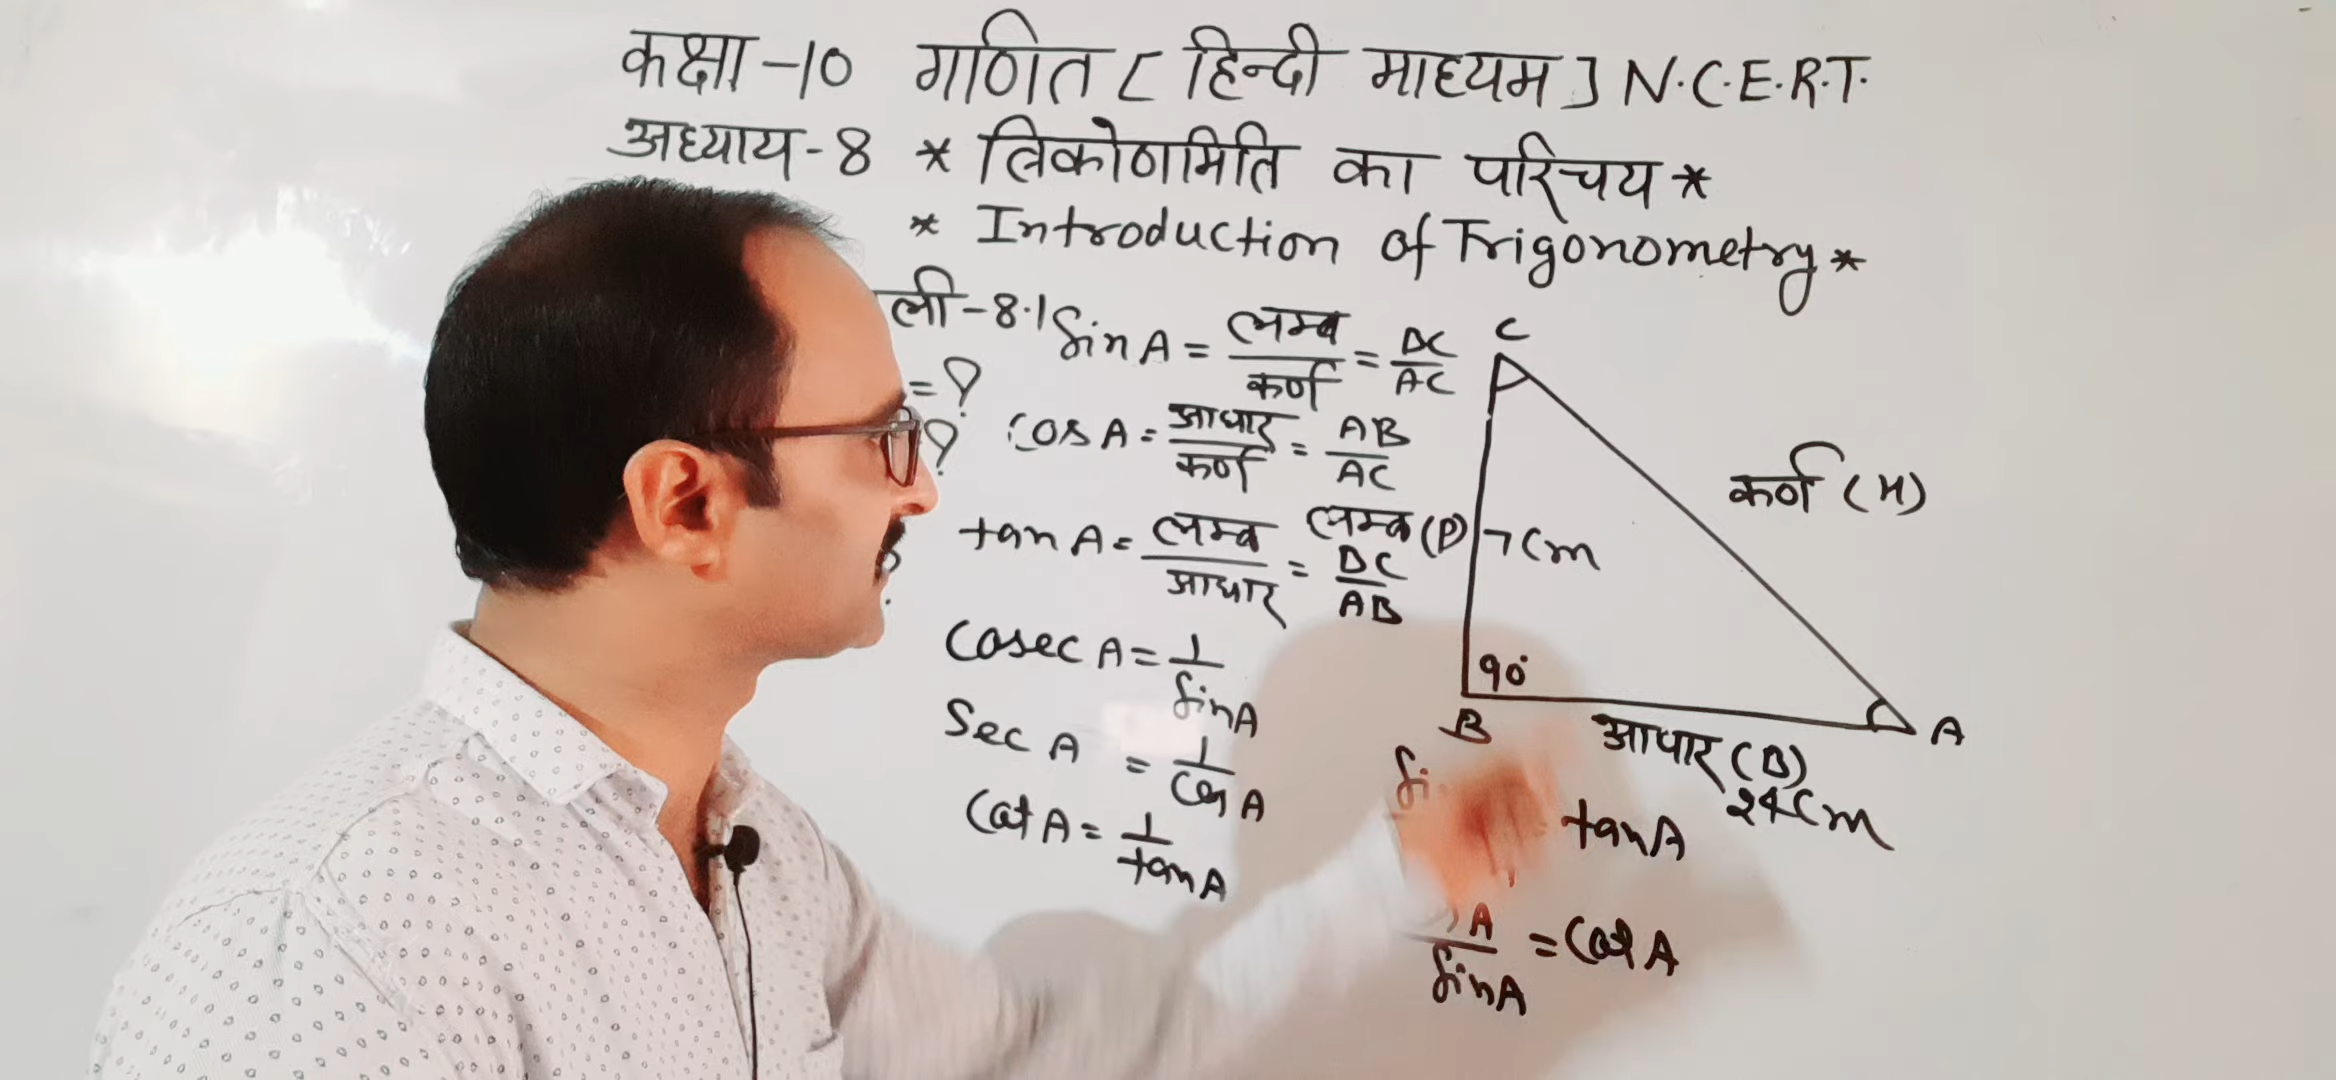 कक्षा -10 गणित [ हिन्दी माध्यम ] N.C.E.R.T.
अध्याय - 8 * त्रिकोणमिति का परिचय *
* Introduction of Trigonometry *
ली - 8.1
= ?
?
sin A = लम्ब / कर्ण = BC / AC
cos A = आधार / कर्ण = AB / AC
tan A = लम्ब / आधार = BC / AB
cosec A = 1 / sin A
sec A = 1 / cos A
cot A = 1 / tan A
C
कर्ण (H)
लम्ब (P) 7 cm
90°
B
A
आधार (B)
24 cm
tan A
A / sin A = cot A